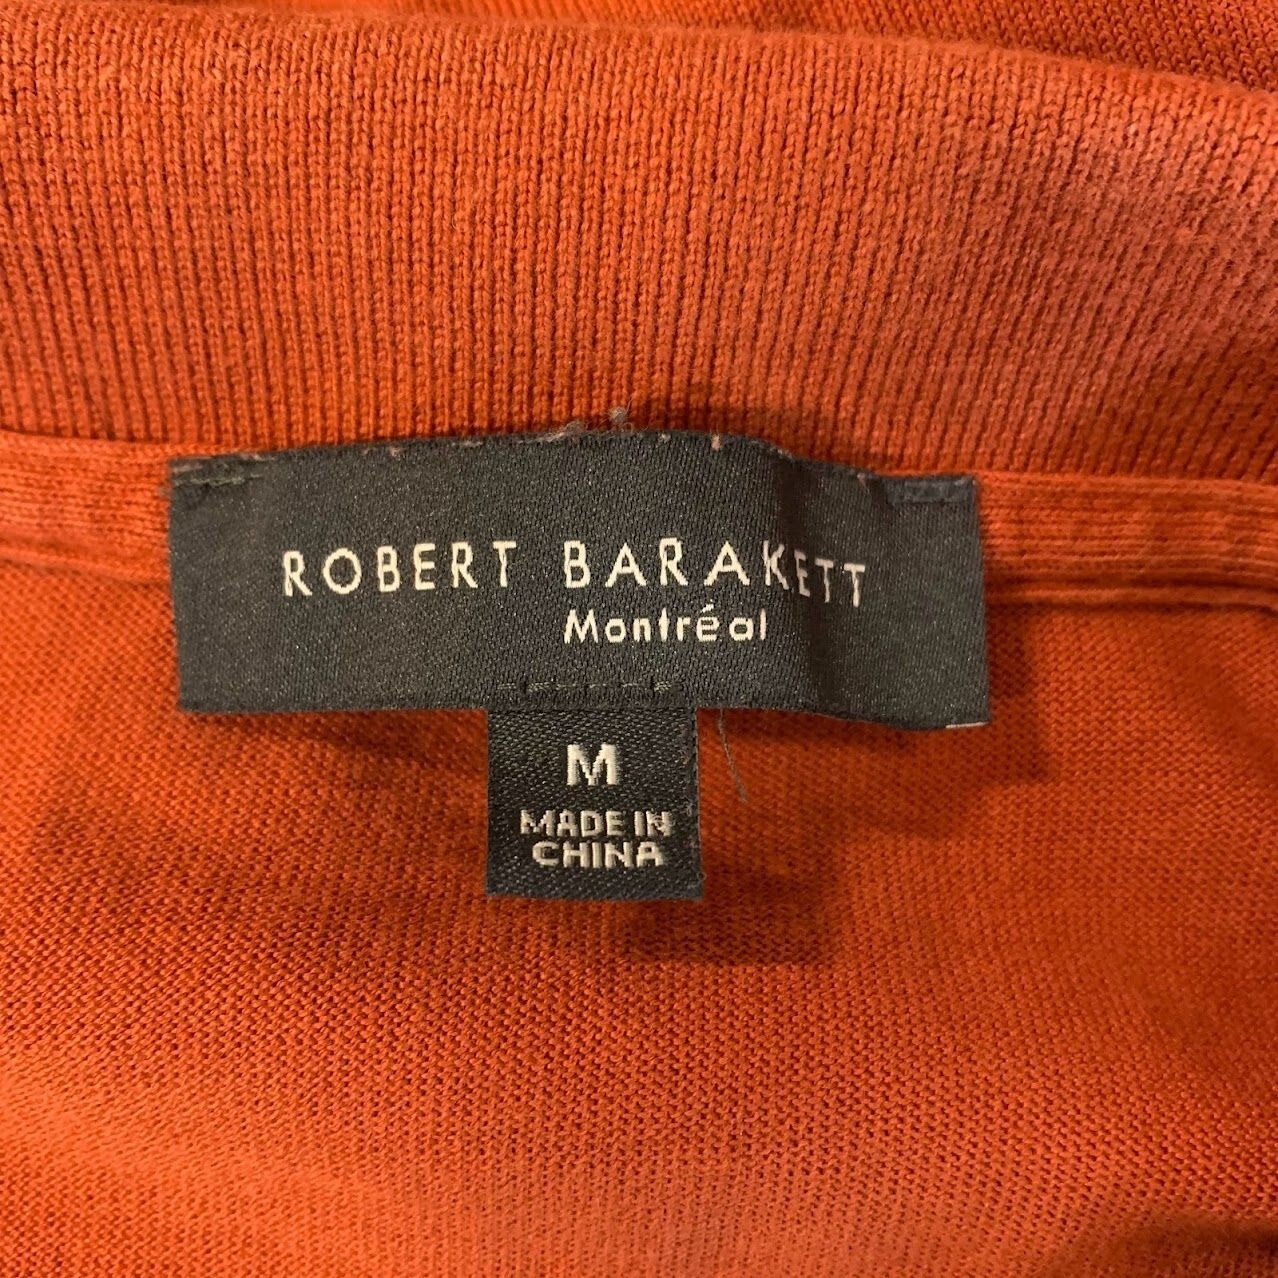 ROBERT BARAKETT
Montréal
M
MADE IN
CHINA